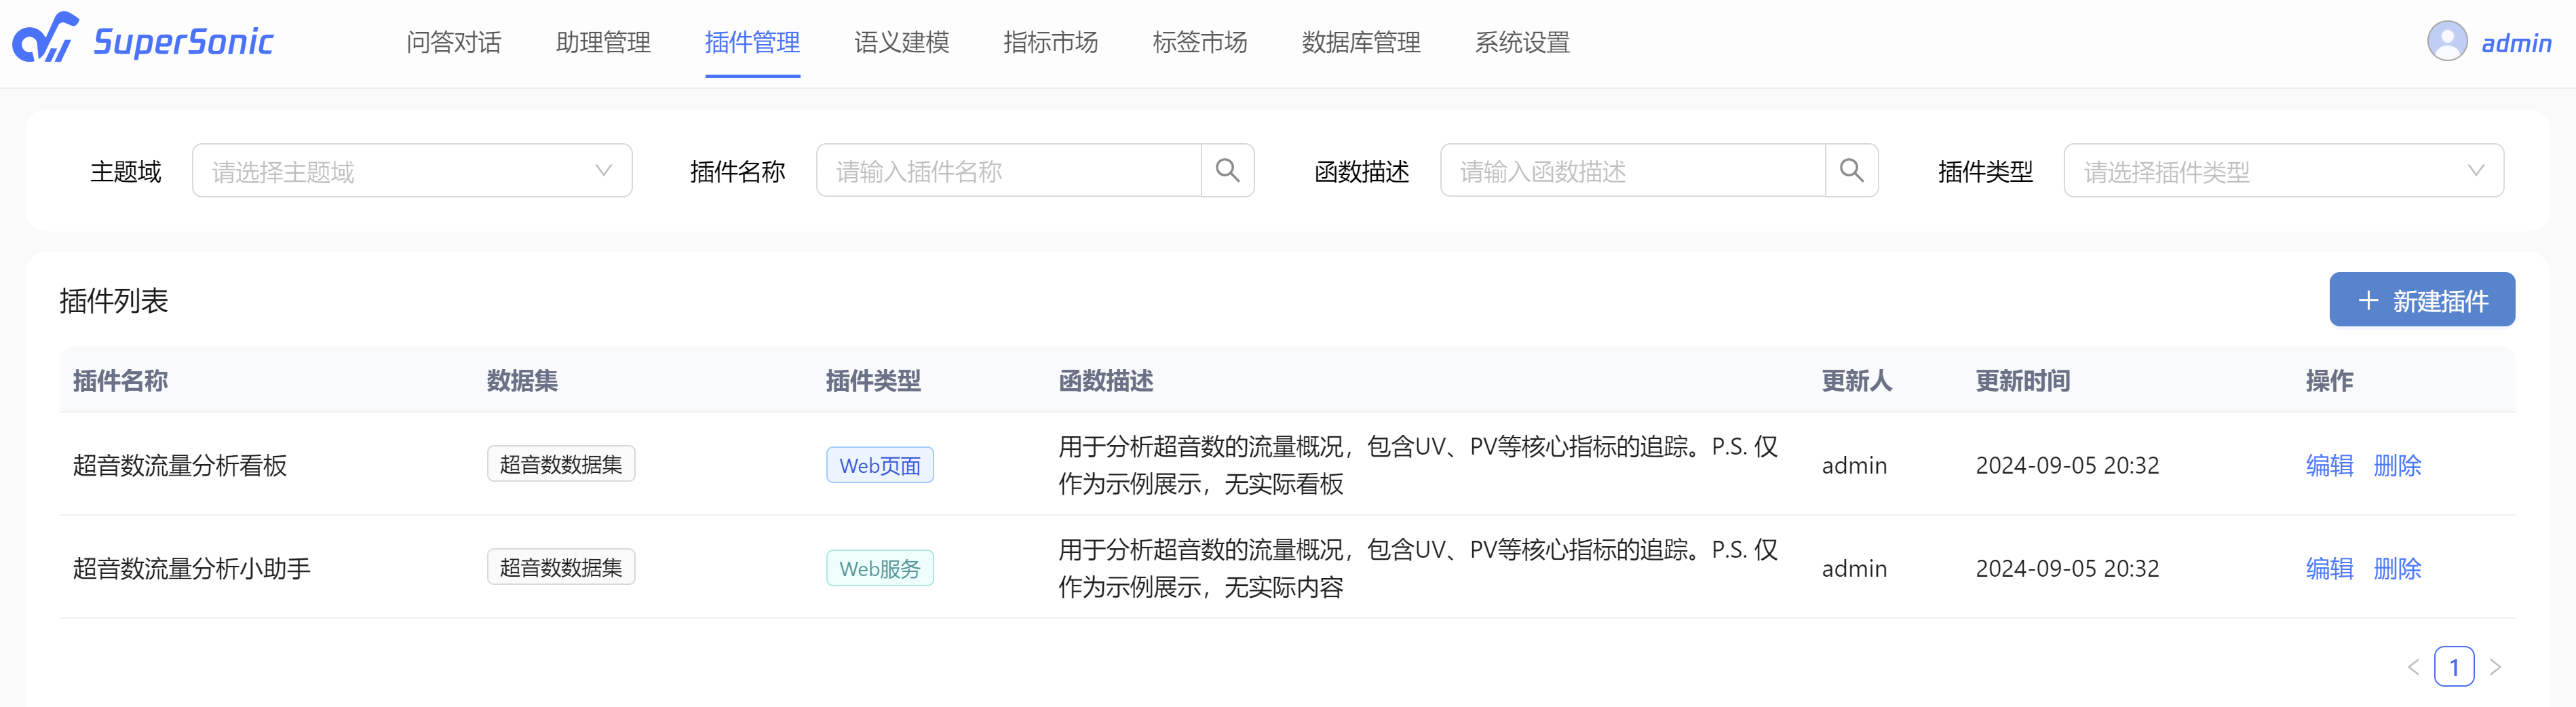 SuperSonic 问答对话 助理管理 插件管理 语义建模 指标市场 标签市场 数据库管理 系统设置 admin
主题域 请选择主题域 插件名称 请输入插件名称 函数描述 请输入函数描述 插件类型 请选择插件类型
插件列表 新建插件
插件名称 数据集 插件类型 函数描述 更新人 更新时间 操作
超音数流量分析看板 超音数数据集 Web页面 用于分析超音数的流量概况，包含UV、PV等核心指标的追踪。P.S. 仅
作为示例展示，无实际看板 admin 2024-09-05 20:32 编辑 删除
超音数流量分析小助手 超音数数据集 Web服务 用于分析超音数的流量概况，包含UV、PV等核心指标的追踪。P.S. 仅
作为示例展示，无实际内容 admin 2024-09-05 20:32 编辑 删除
1